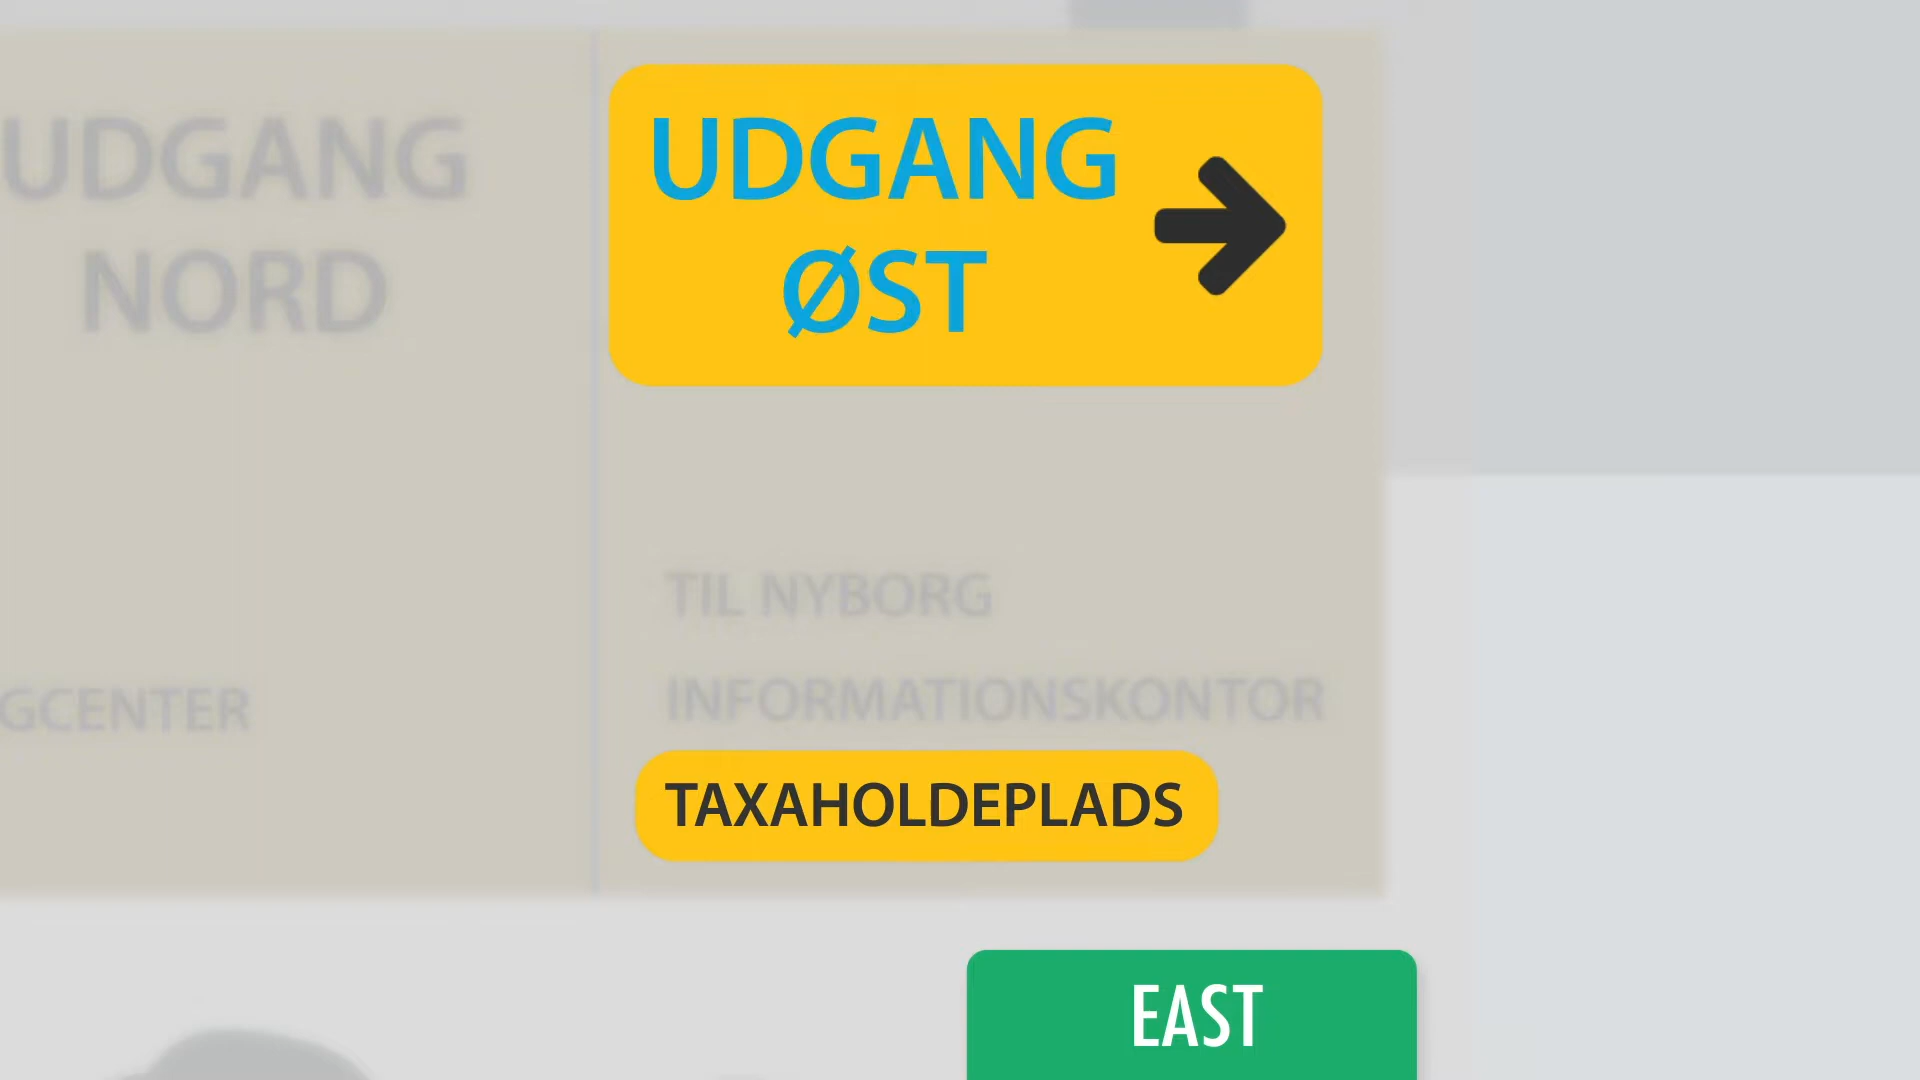 UDGANG
NORD
UDGANG
ØST
TIL NYBORG
GCENTER
INFORMATIONSKONTOR
TAXAHOLDEPLADS
EAST